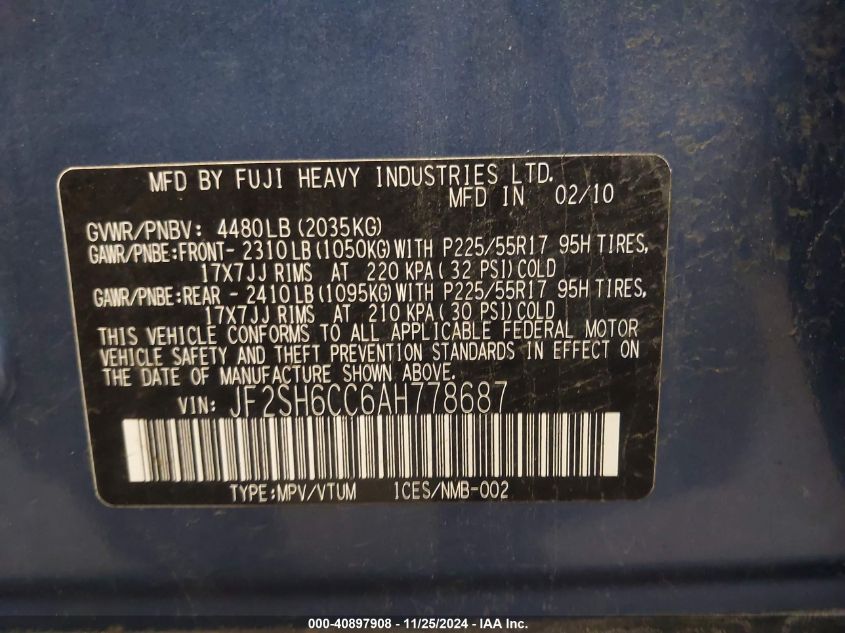 MFD BY FUJI HEAVY INDUSTRIES LTD.
MFD IN 02/10
GVWR/PNBV: 4480LB(2035KG)
GAWR/PNBE:FRONT- 2310LB(1050KG)WITH P225/55R17 95H TIRES,
17X7JJ RIMS AT 220 KPA( 32 PSI)COLD
GAWR/PNBE:REAR - 2410LB(1095KG)WITH P225/55R17 95H TIRES,
17X7JJ RIMS AT 210 KPA( 30 PSI)COLD
THIS VEHICLE CONFORMS TO ALL APPLICABLE FEDERAL MOTOR
VEHICLE SAFETY AND THEFT PREVENTION STANDARDS IN EFFECT ON
THE DATE OF MANUFACTURE SHOWN ABOVE.
VIN: JF2SH6CC6AH778687
TYPE:MPV/VTUM 1CES/NMB-002
000-40897908 - 11/25/2024 - IAA Inc.